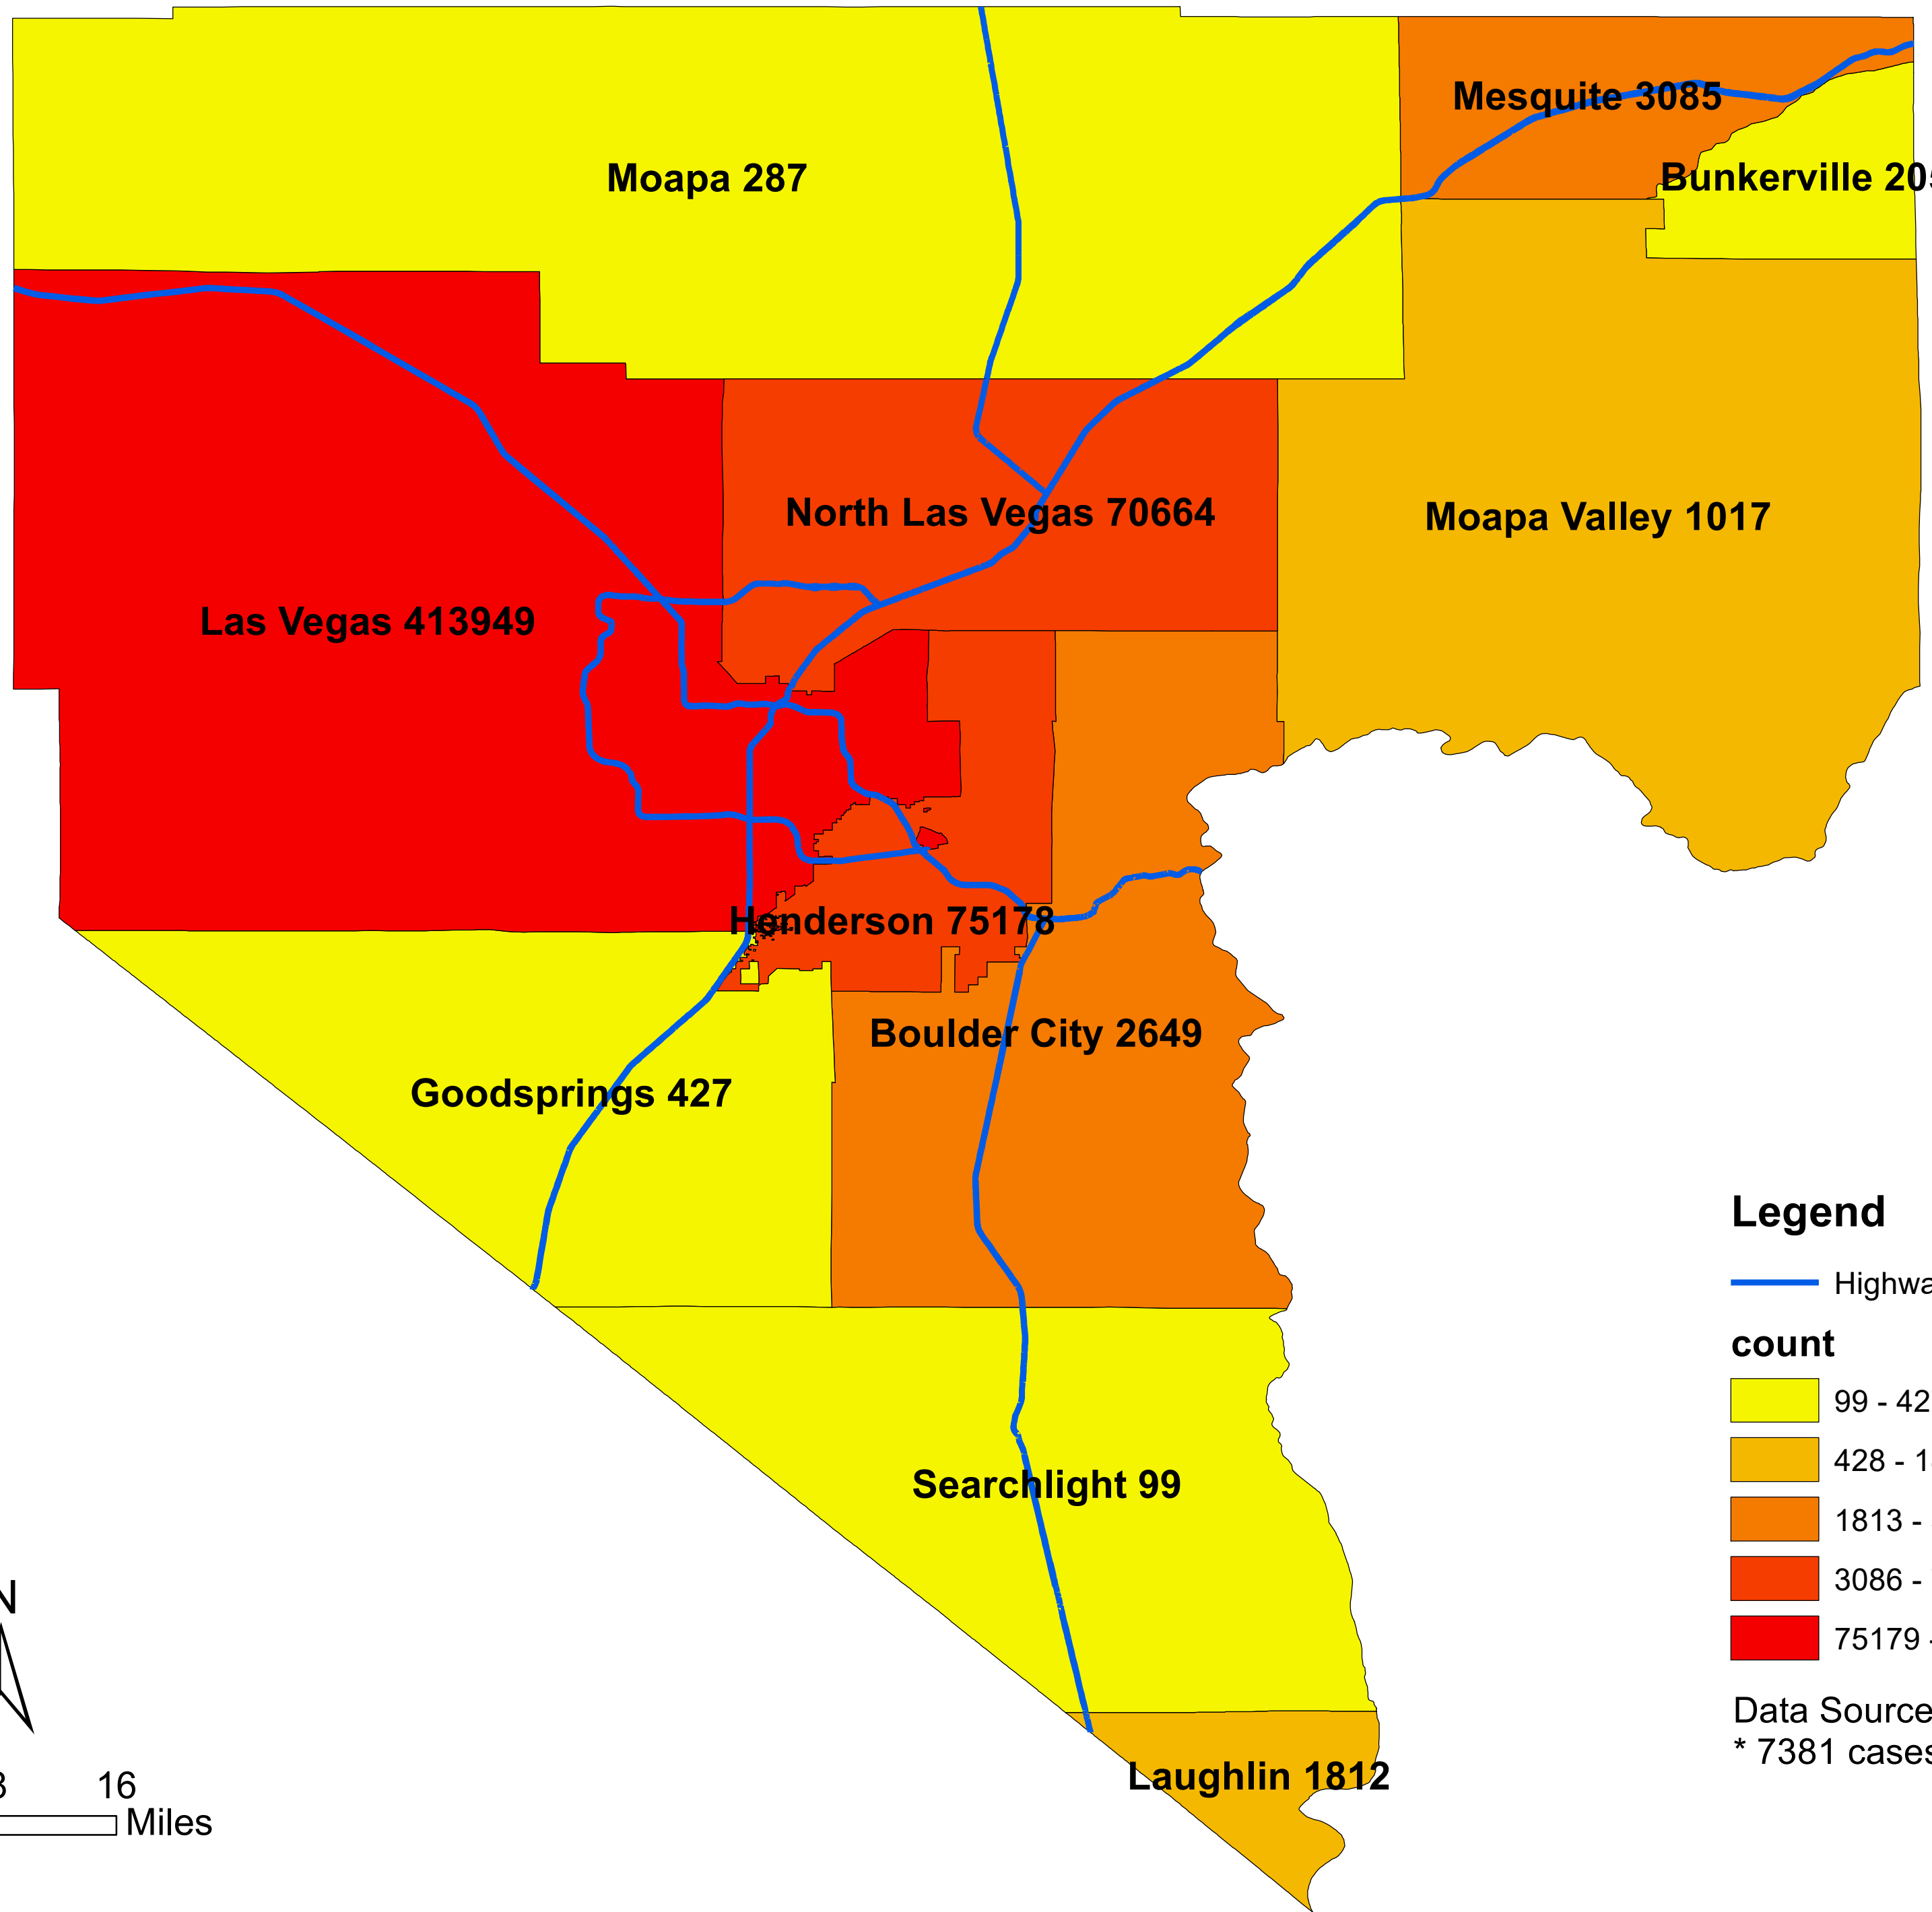 Mesquite 3085
Moapa 287
Bunkerville
North Las Vegas 70664
Moapa Valley 1017
Las Vegas 413949
Henderson 75178
Boulder City 2649
Goodsprings 427
Legend
count
99 - 42
Searchlight 99
428 - 1
1813 -
3086 -
75179 -
N
Data Source
* 7381 cases
Laughlin 1812
16
Miles